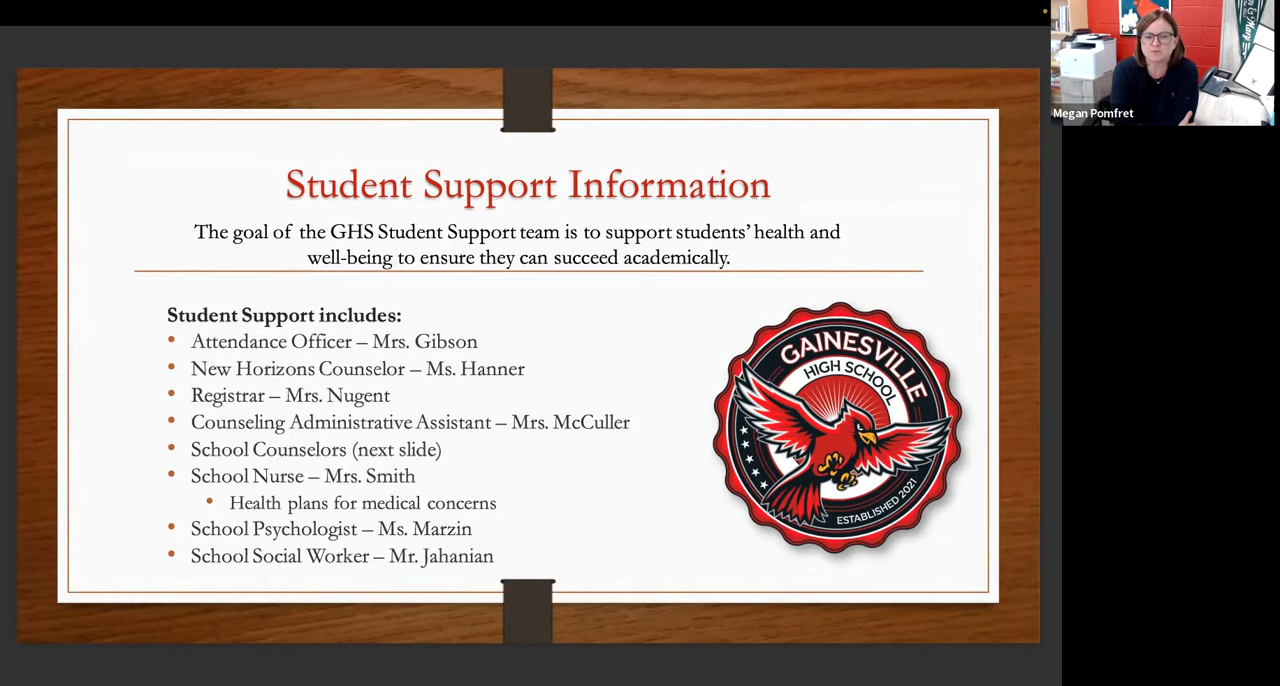 Megan Pomfret
Student Support Information
The goal of the GHS Student Support team is to support students’ health and
well-being to ensure they can succeed academically.
Student Support includes:
• Attendance Officer – Mrs. Gibson
• New Horizons Counselor – Ms. Hanner
• Registrar – Mrs. Nugent
• Counseling Administrative Assistant – Mrs. McCuller
• School Counselors (next slide)
• School Nurse – Mrs. Smith
• Health plans for medical concerns
• School Psychologist – Ms. Marzin
• School Social Worker – Mr. Jahanian
GAINESVILLE
HIGH SCHOOL
ESTABLISHED 2021